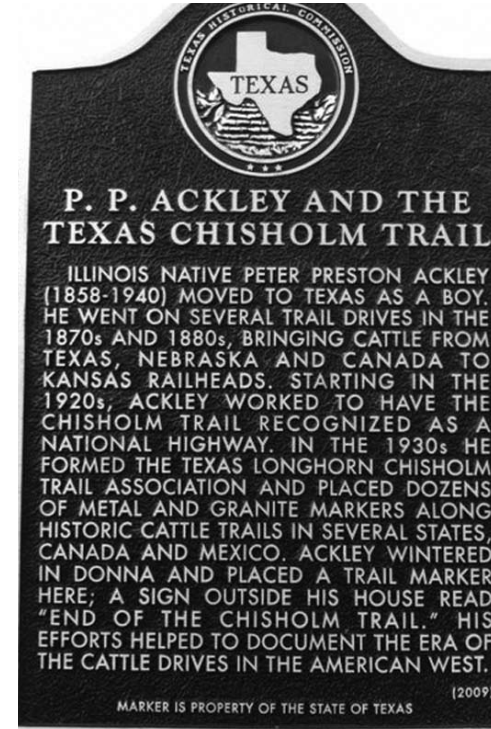 TEXAS HISTORICAL COMMISSION
TEXAS
P. P. ACKLEY AND THE
TEXAS CHISHOLM TRAIL
ILLINOIS NATIVE PETER PRESTON ACKLEY
(1858-1940) MOVED TO TEXAS AS A BOY.
HE WENT ON SEVERAL TRAIL DRIVES IN THE
1870s AND 1880s, BRINGING CATTLE FROM
TEXAS, NEBRASKA AND CANADA TO
KANSAS RAILHEADS. STARTING IN THE
1920s, ACKLEY WORKED TO HAVE THE
CHISHOLM TRAIL RECOGNIZED AS A
NATIONAL HIGHWAY. IN THE 1930s HE
FORMED THE TEXAS LONGHORN CHISHOLM
TRAIL ASSOCIATION AND PLACED DOZENS
OF METAL AND GRANITE MARKERS ALONG
HISTORIC CATTLE TRAILS IN SEVERAL STATES,
CANADA AND MEXICO. ACKLEY WINTERED
IN DONNA AND PLACED A TRAIL MARKER
HERE; A SIGN OUTSIDE HIS HOUSE READ
"END OF THE CHISHOLM TRAIL." HIS
EFFORTS HELPED TO DOCUMENT THE ERA OF
THE CATTLE DRIVES IN THE AMERICAN WEST.
(2009
MARKER IS PROPERTY OF THE STATE OF TEXAS